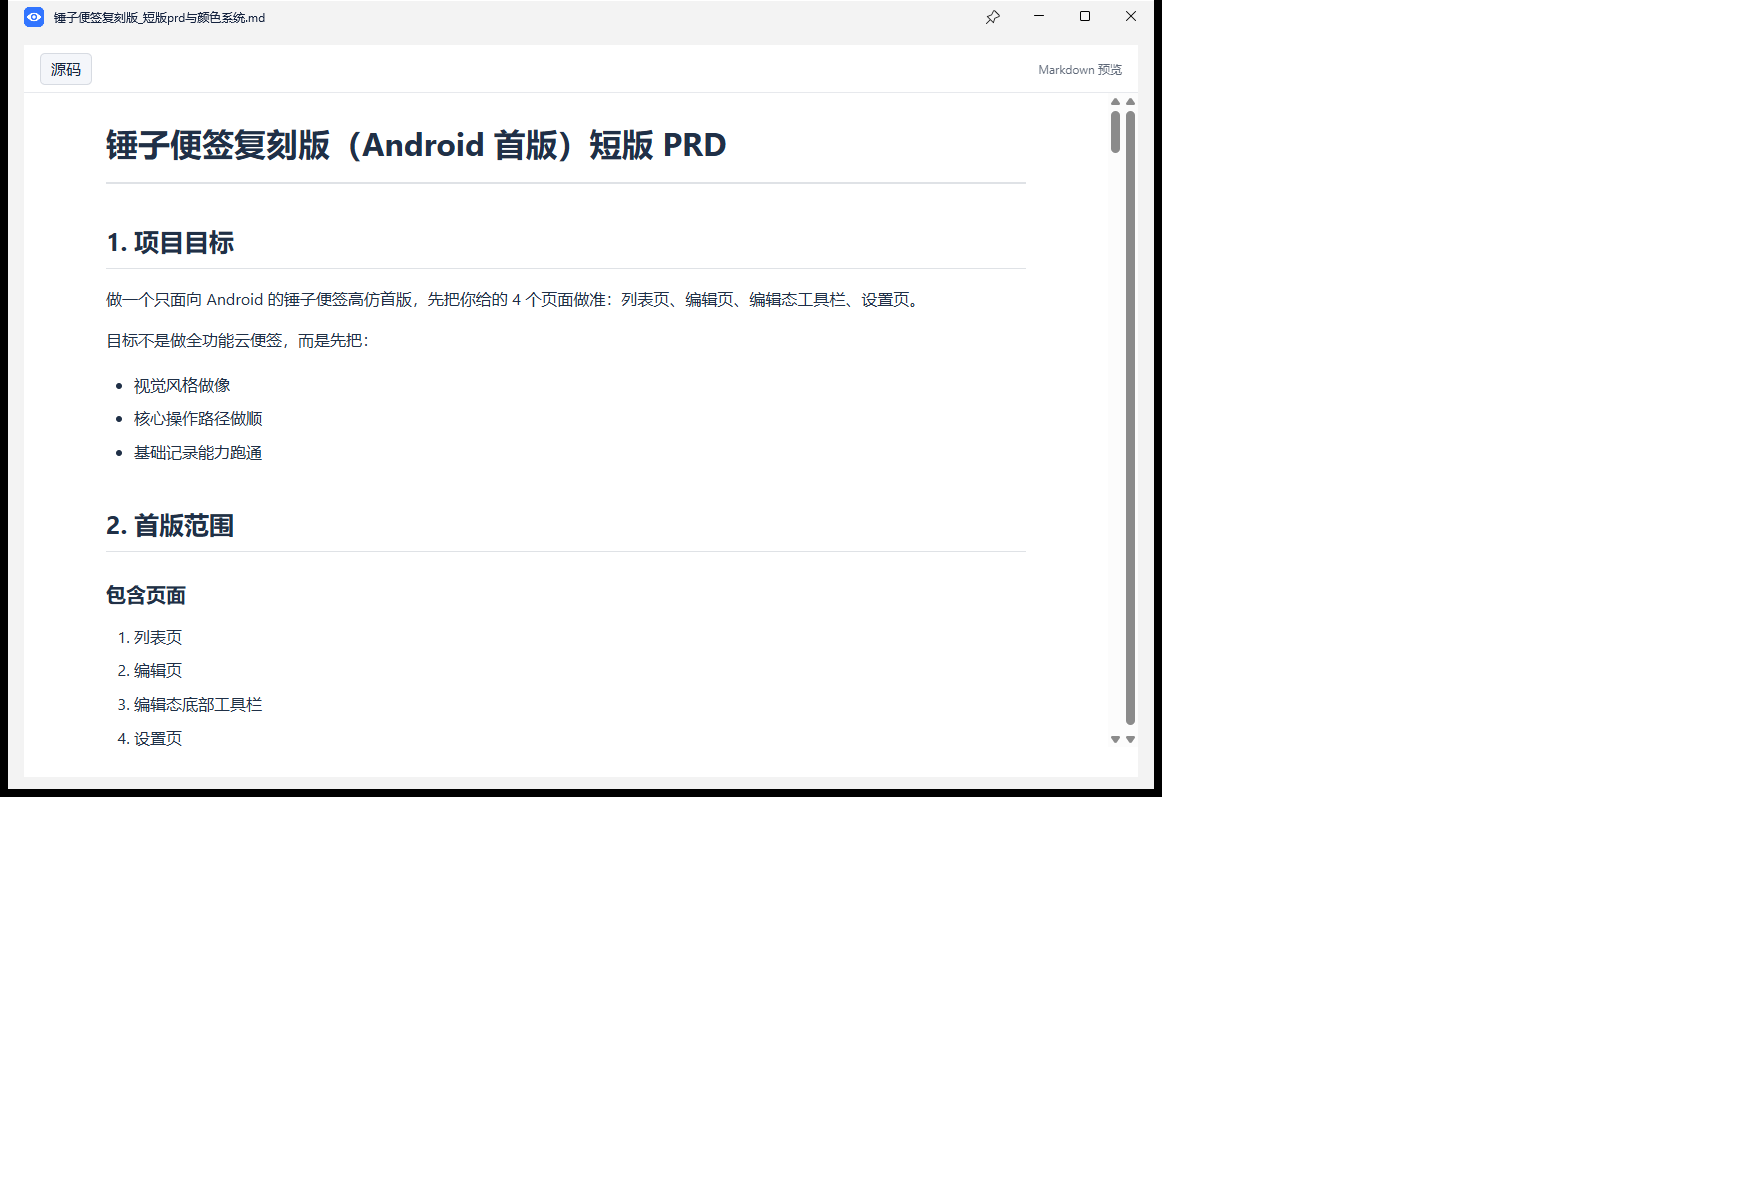 锤子便签复刻版_短版prd与颜色系统.md
源码
Markdown 预览
锤子便签复刻版（Android 首版）短版 PRD
1. 项目目标
做一个只面向 Android 的锤子便签高仿首版，先把你给的 4 个页面做准：列表页、编辑页、编辑态工具栏、设置页。
目标不是做全功能云便签，而是先把：
• 视觉风格做像
• 核心操作路径做顺
• 基础记录能力跑通
2. 首版范围
包含页面
1. 列表页
2. 编辑页
3. 编辑态底部工具栏
4. 设置页